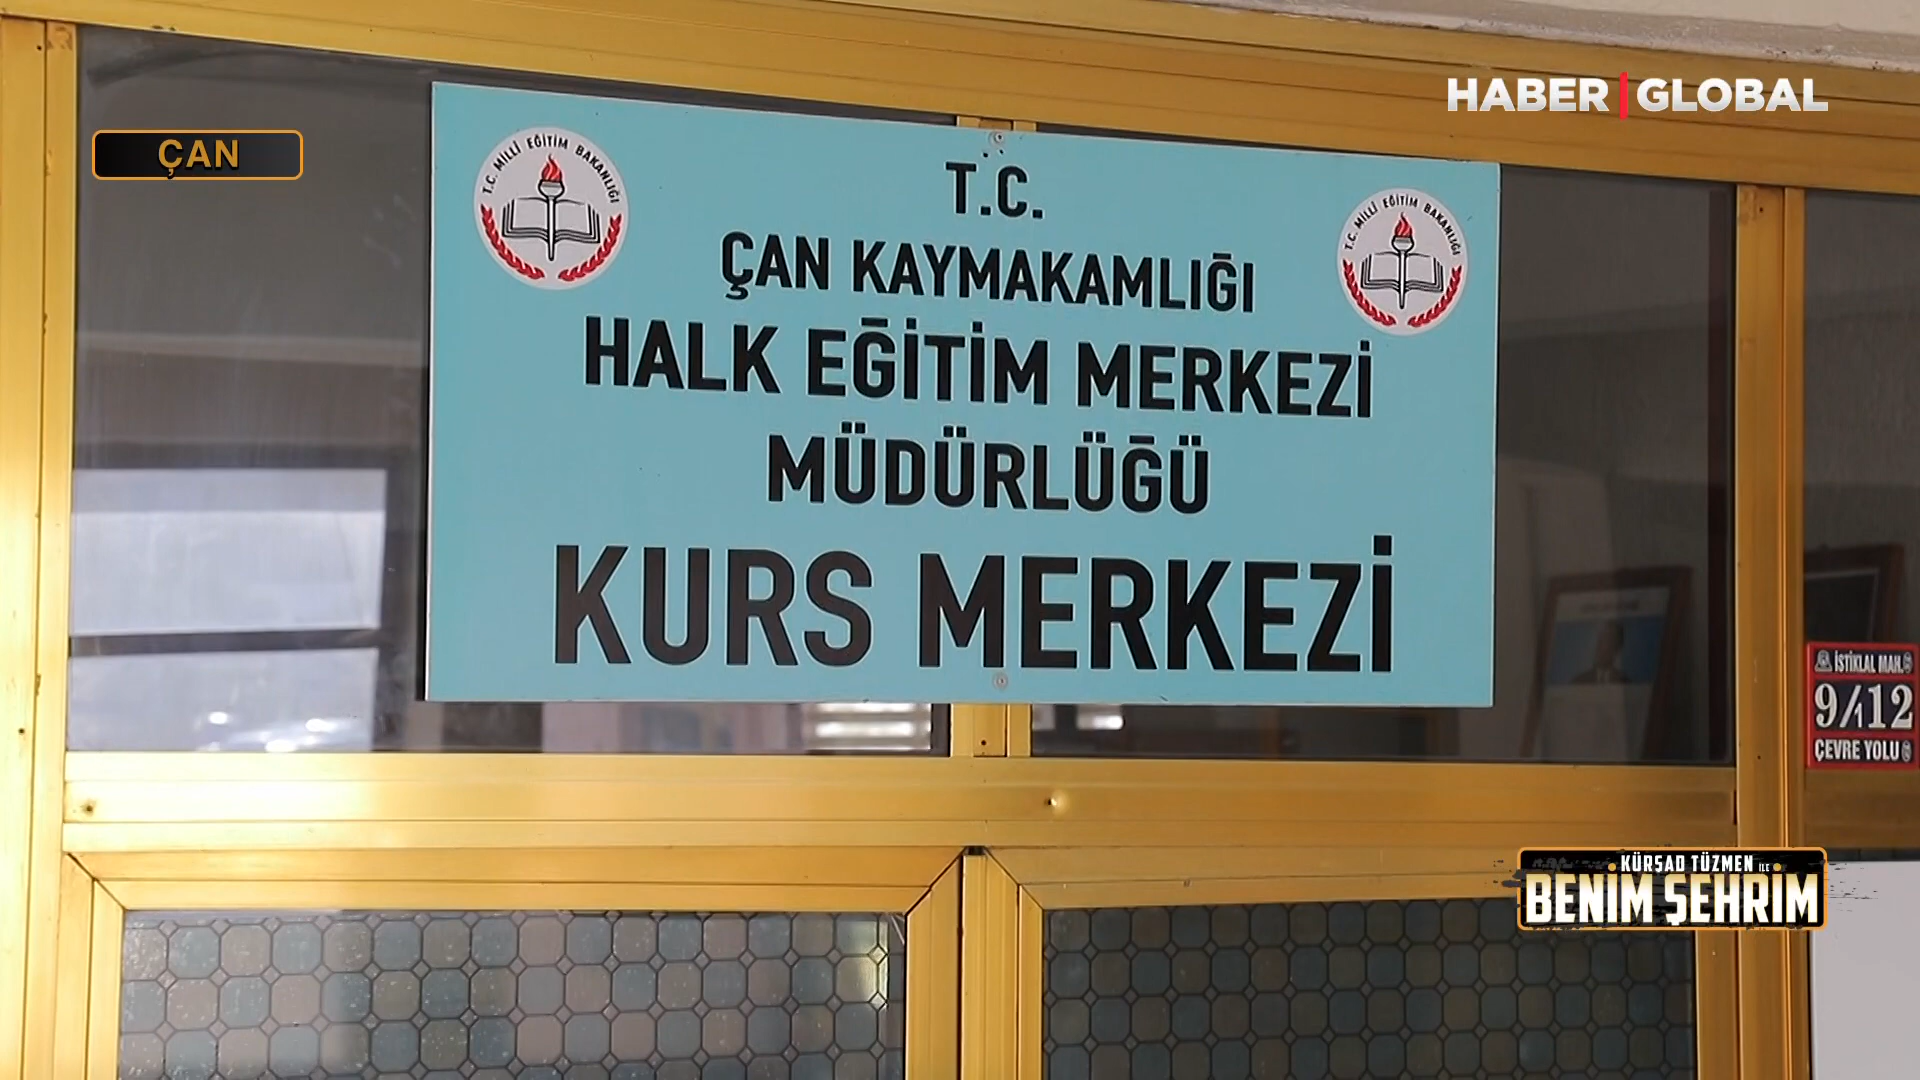 HABER GLOBAL
ÇAN
T.C. MİLLİ EĞİTİM BAKANLIĞI
T.C. MİLLİ EĞİTİM BAKANLIĞI
T.C.
ÇAN KAYMAKAMLIĞI
HALK EĞİTİM MERKEZİ
MÜDÜRLÜĞÜ
KURS MERKEZİ
İSTİKLAL MAH.
9/112
ÇEVRE YOLU
KÜRŞAD TÜZMEN İLE
BENİM ŞEHRİM